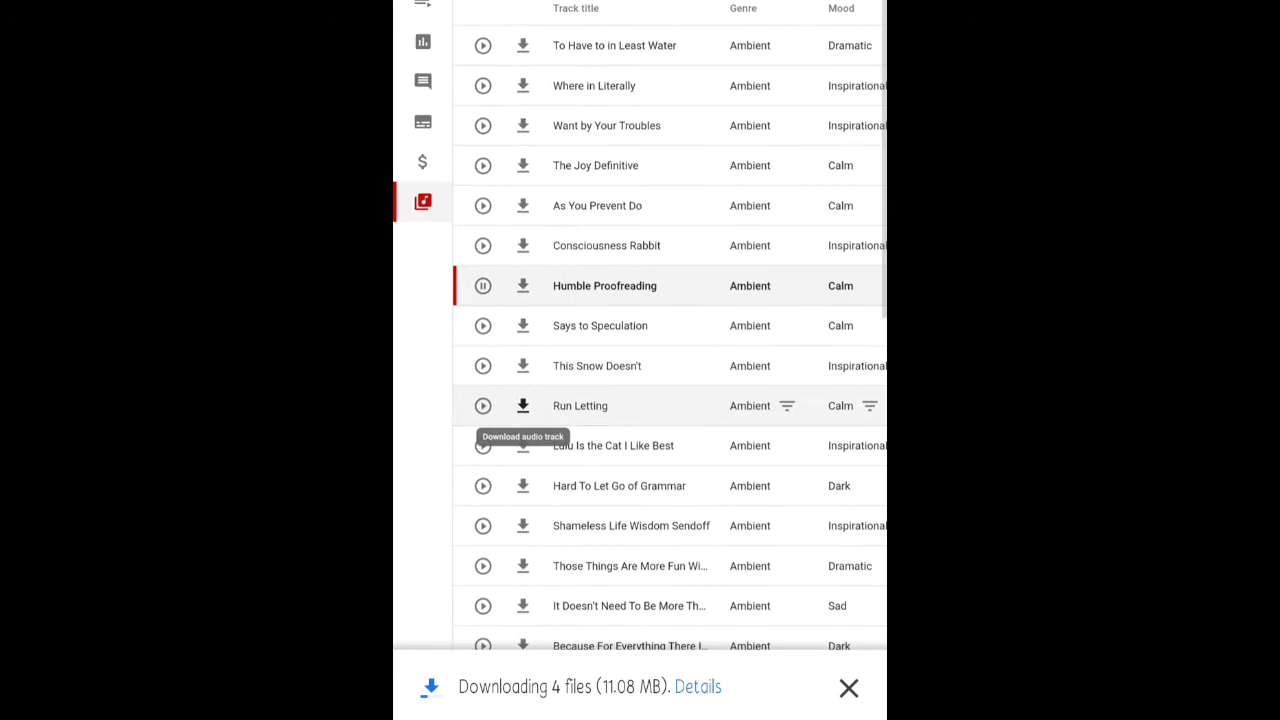 Track title Genre Mood
To Have to in Least Water Ambient Dramatic
Where in Literally Ambient Inspirational
Want by Your Troubles Ambient Inspirational
The Joy Definitive Ambient Calm
As You Prevent Do Ambient Calm
Consciousness Rabbit Ambient Inspirational
Humble Proofreading Ambient Calm
Says to Speculation Ambient Calm
This Snow Doesn't Ambient Inspirational
Run Letting Ambient Calm
Download audio track
Lulu Is the Cat I Like Best Ambient Inspirational
Hard To Let Go of Grammar Ambient Dark
Shameless Life Wisdom Sendoff Ambient Inspirational
Those Things Are More Fun Wi... Ambient Dramatic
It Doesn't Need To Be More Th... Ambient Sad
Because For Everything There I... Ambient Dark
Downloading 4 files (11.08 MB). Details